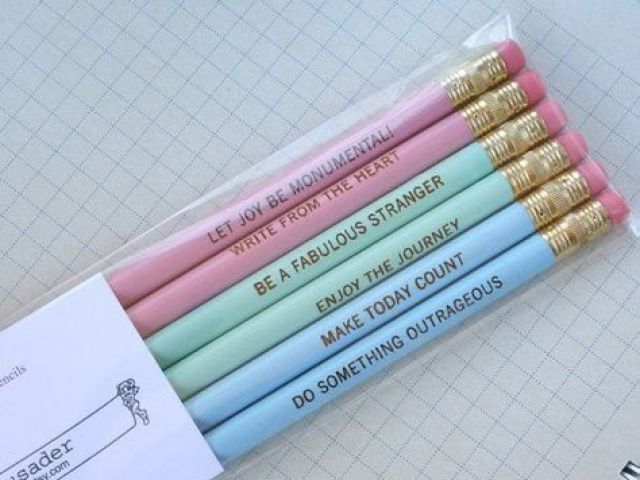 LET JOY BE MONUMENTAL!
WRITE FROM THE HEART
BE A FABULOUS STRANGER
ENJOY THE JOURNEY
MAKE TODAY COUNT
DO SOMETHING OUTRAGEOUS